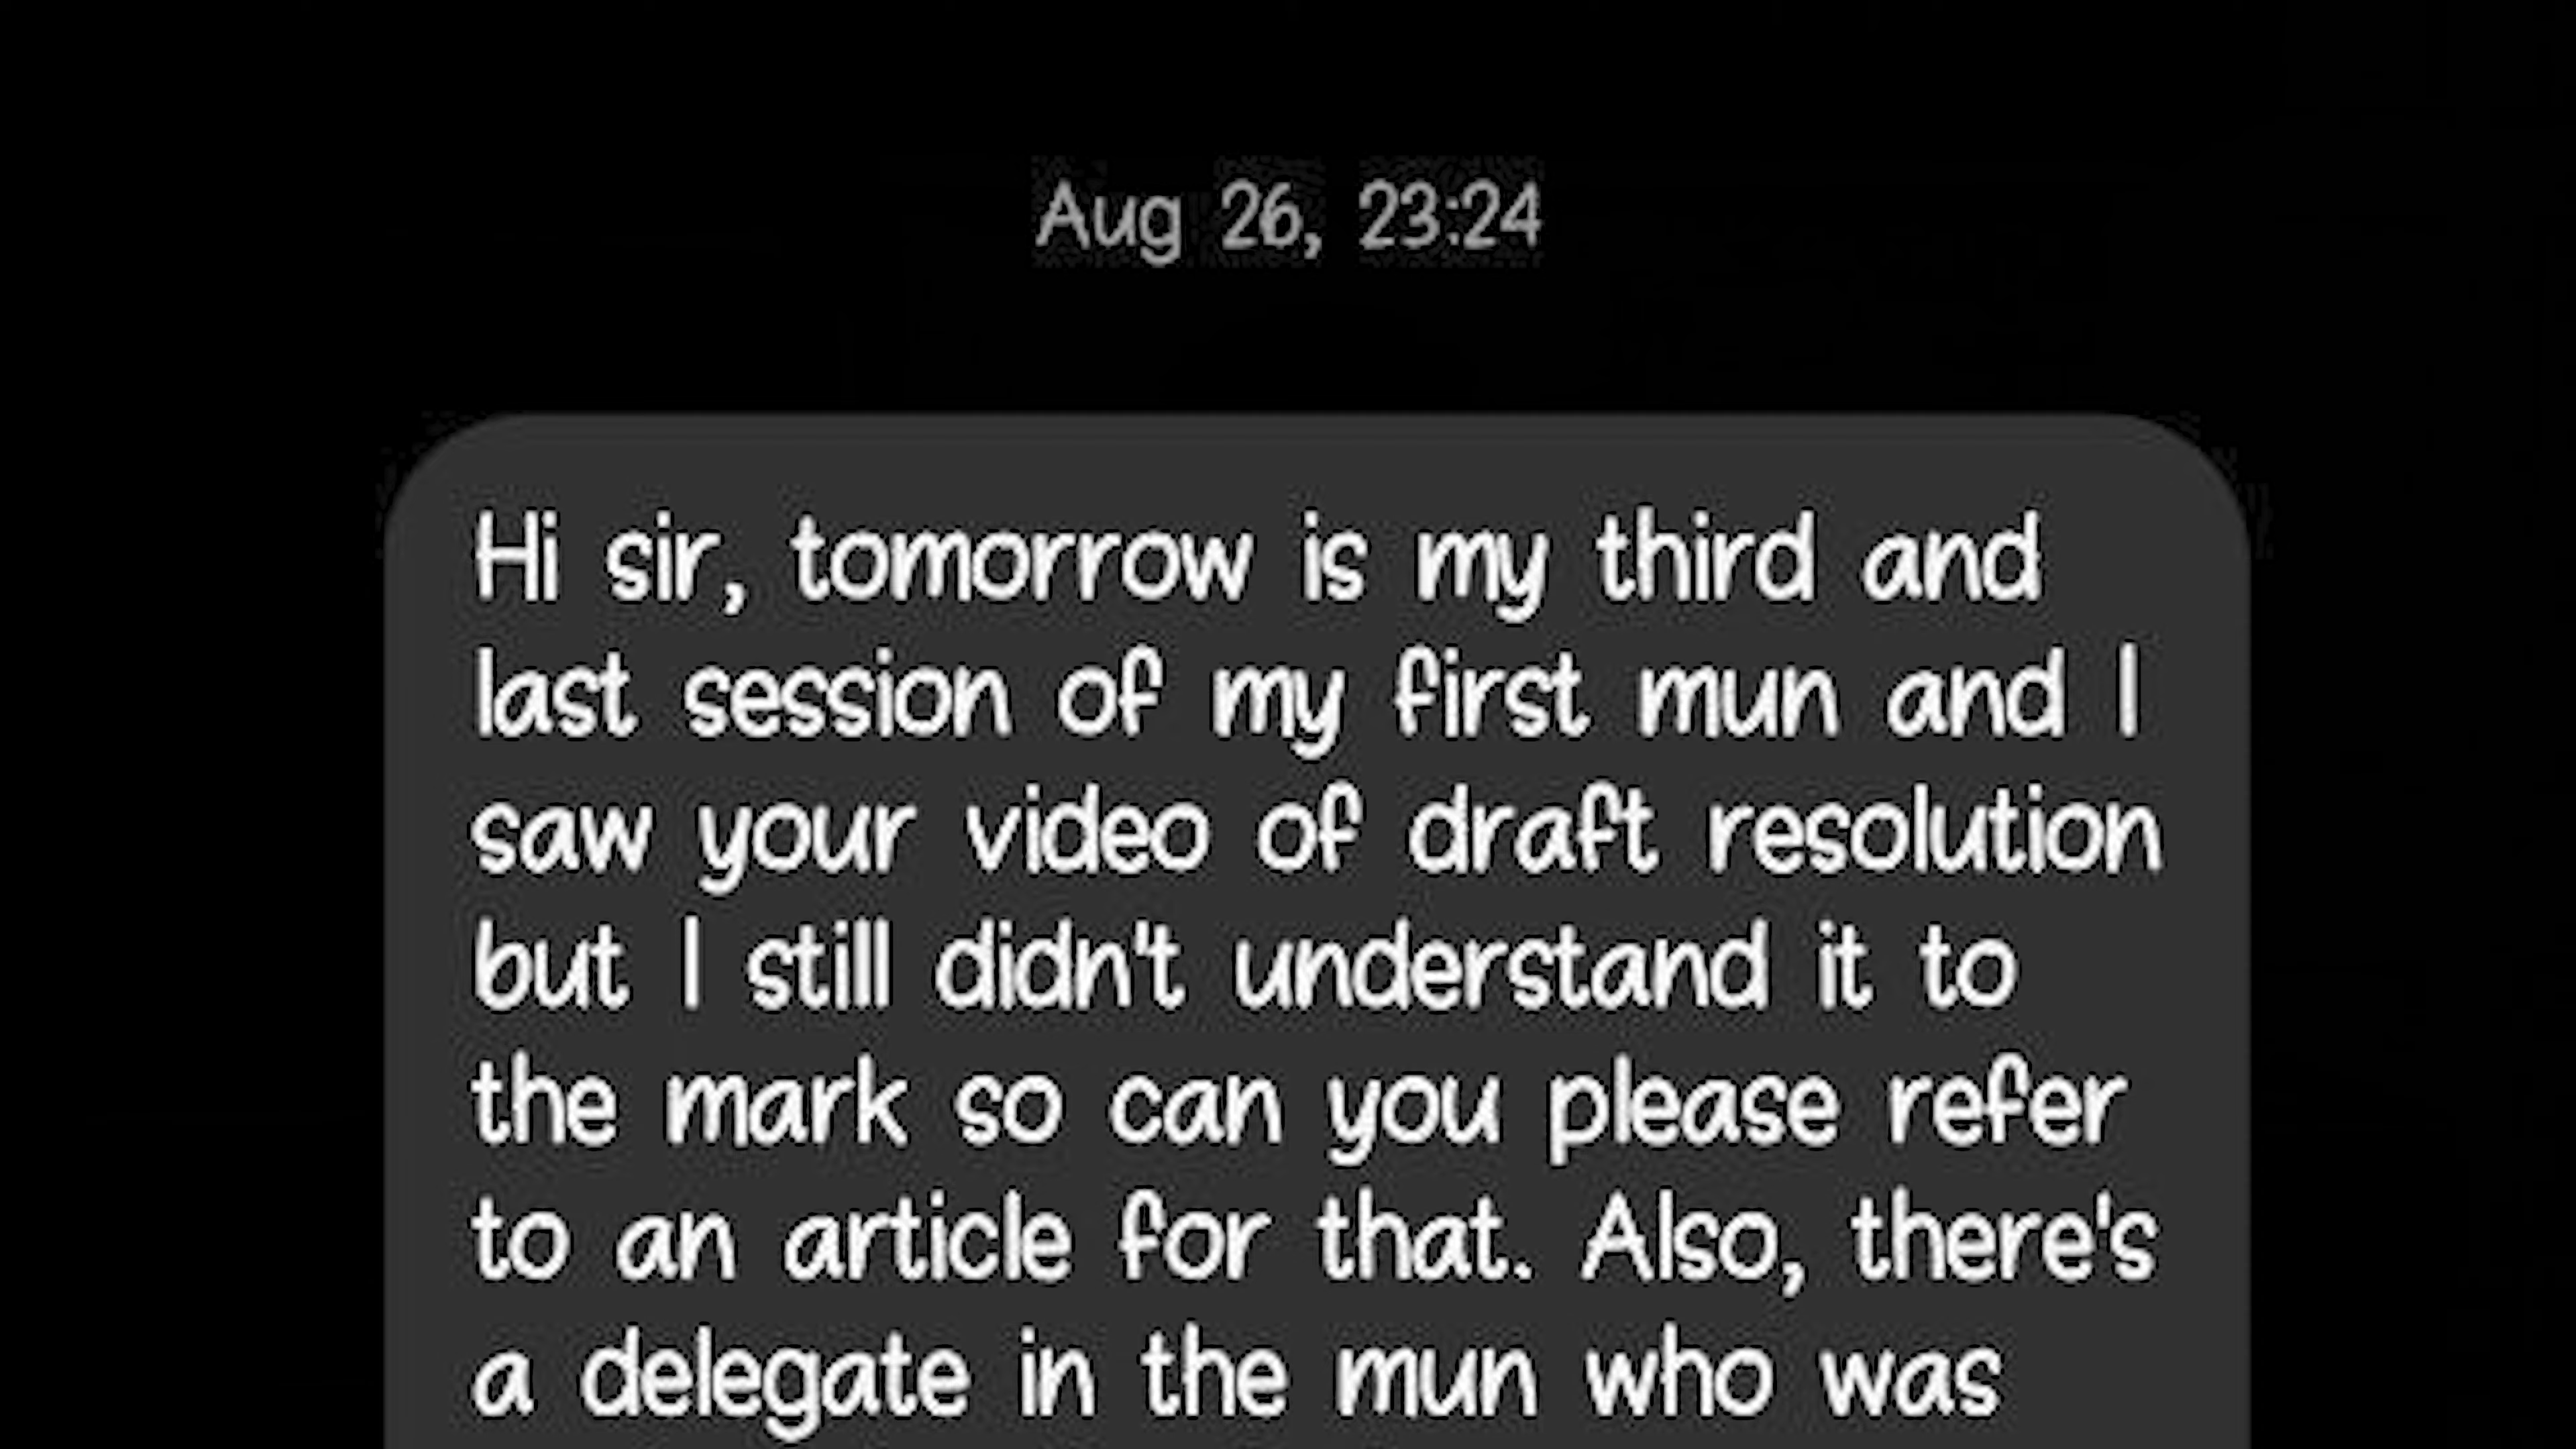 Aug 26, 23:24
Hi sir, tomorrow is my third and
last session of my first mun and I
saw your video of draft resolution
but I still didn't understand it to
the mark so can you please refer
to an article for that. Also, there's
a delegate in the mun who was